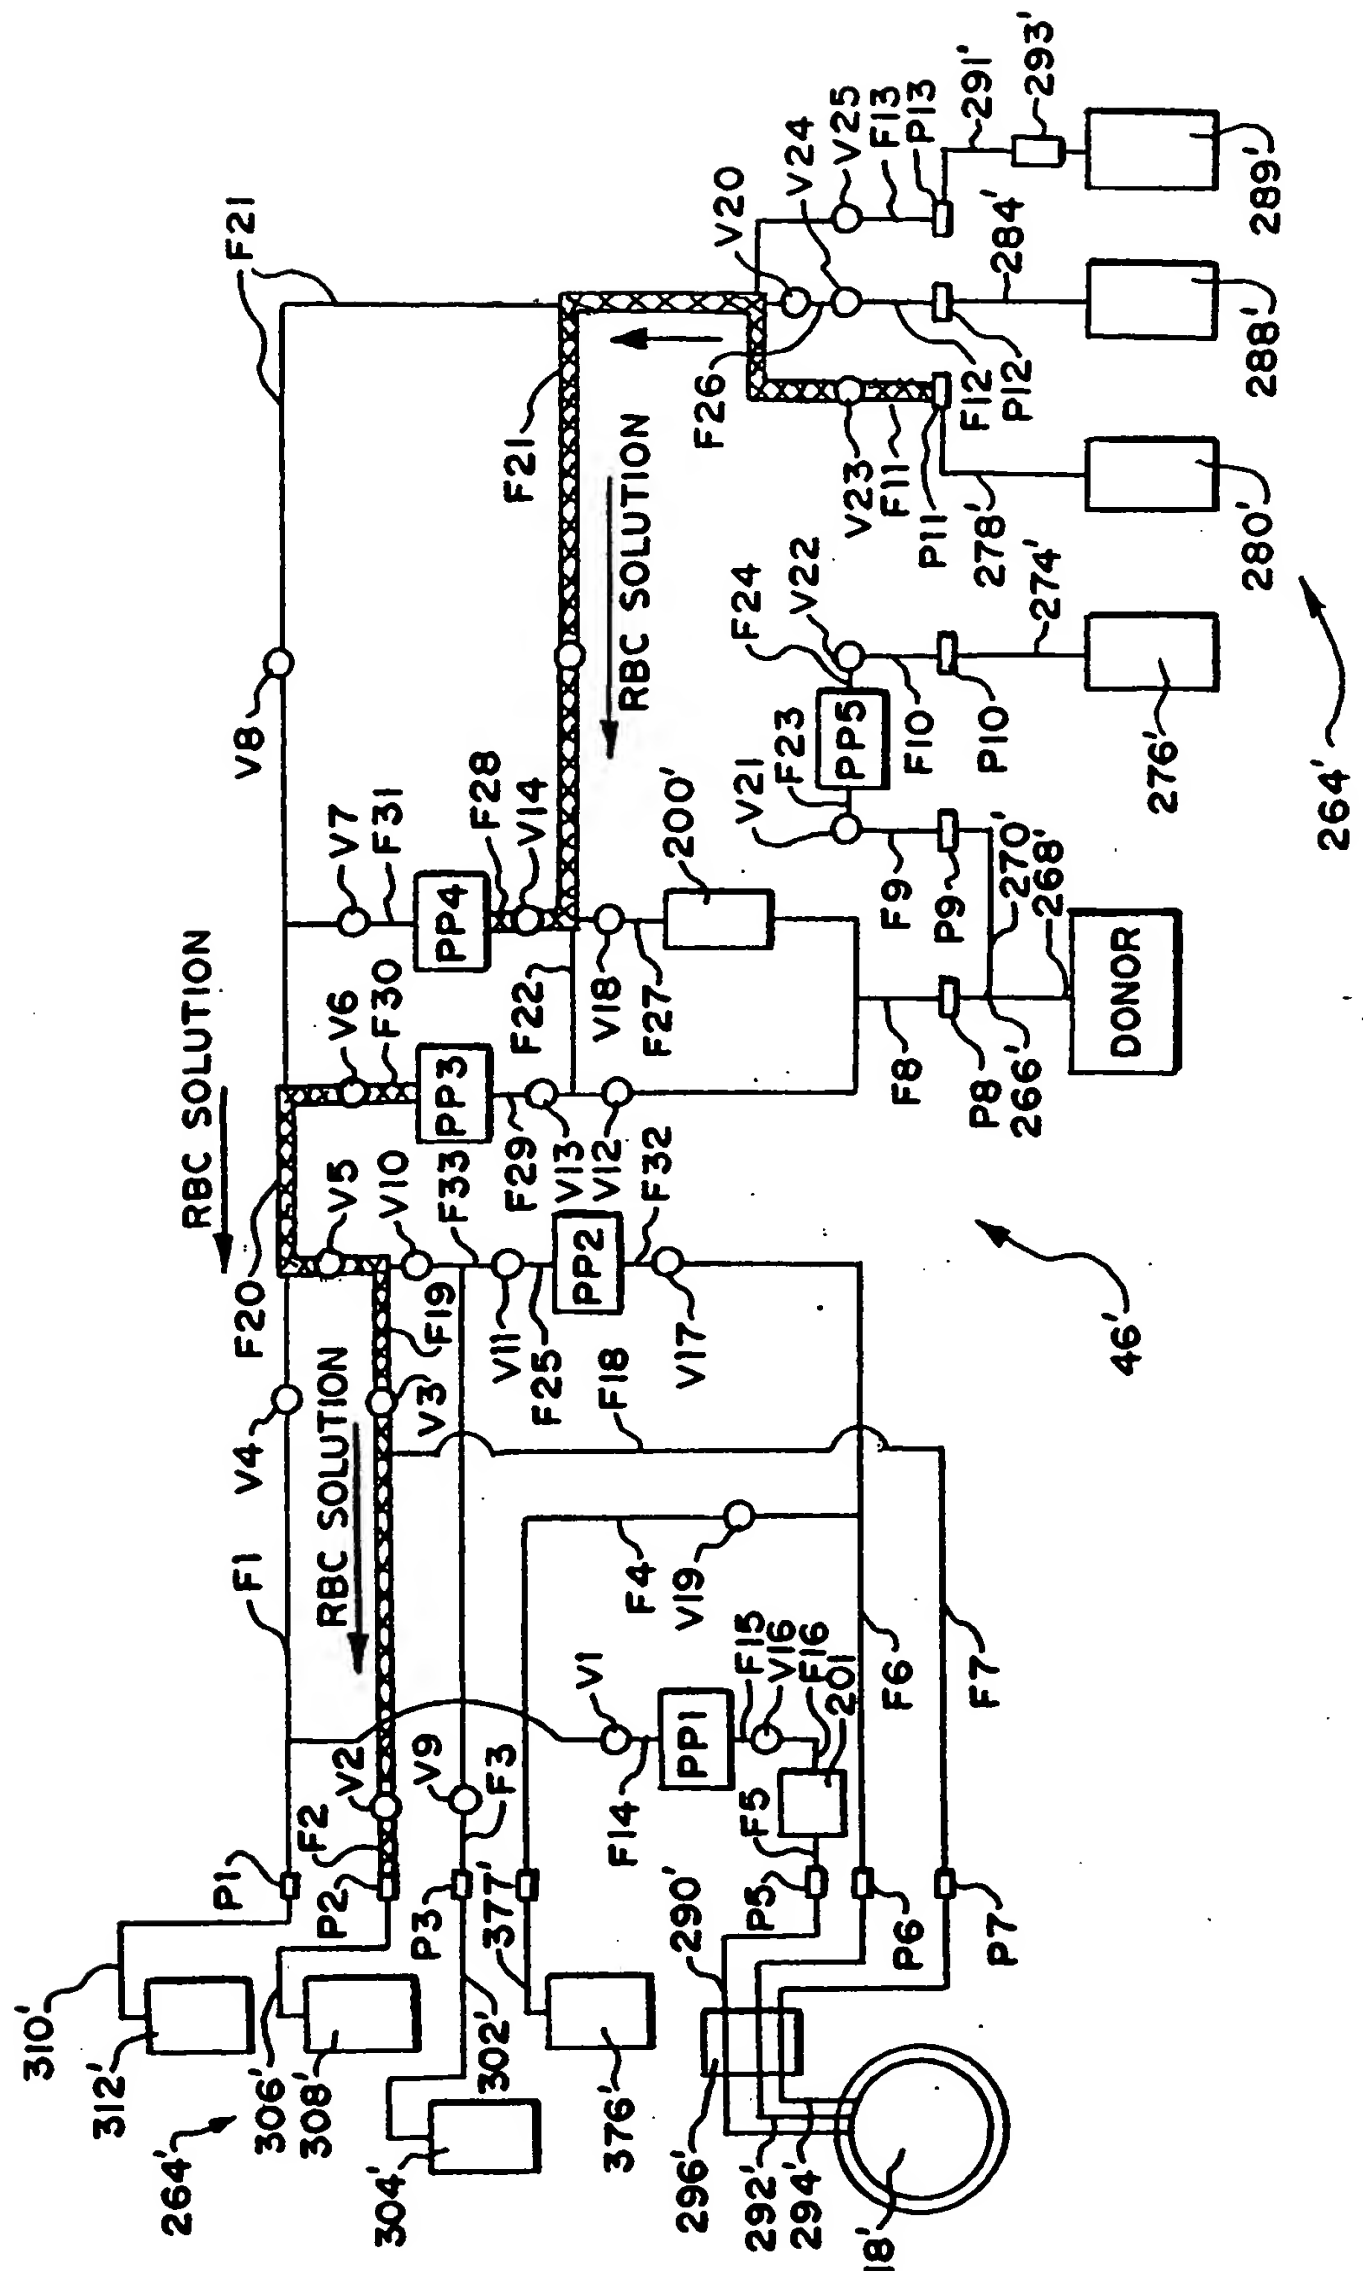 310'
312'
264'
306'
308'
304'
302'
376'
377'
296'
290'
292'
294'
18'
P1
P2
P3
P5
P6
P7
F2
V2
V9
F3
F1
RBC SOLUTION
F14
PP1
V1
F15
V16
F16
201
F5
F6
F7
F4
V19
F18
V4
V3
F19
F20
RBC SOLUTION
V5
V10
F33
V11
F25
PP2
F32
V17
46'
V6
F30
PP3
F29
V13
V12
F22
V7
F31
PP4
F28
V14
V18
F27
200'
V8
F21
F21
RBC SOLUTION
F8
P8
266'
268'
270'
DONOR
F9
P9
V21
F23
PP5
F24
V22
F10
P10
274'
276'
264'
V23
F11
P11
278'
280'
F26
V20
V24
F12
P12
284'
288'
V25
F13
P13
291'
293'
289'